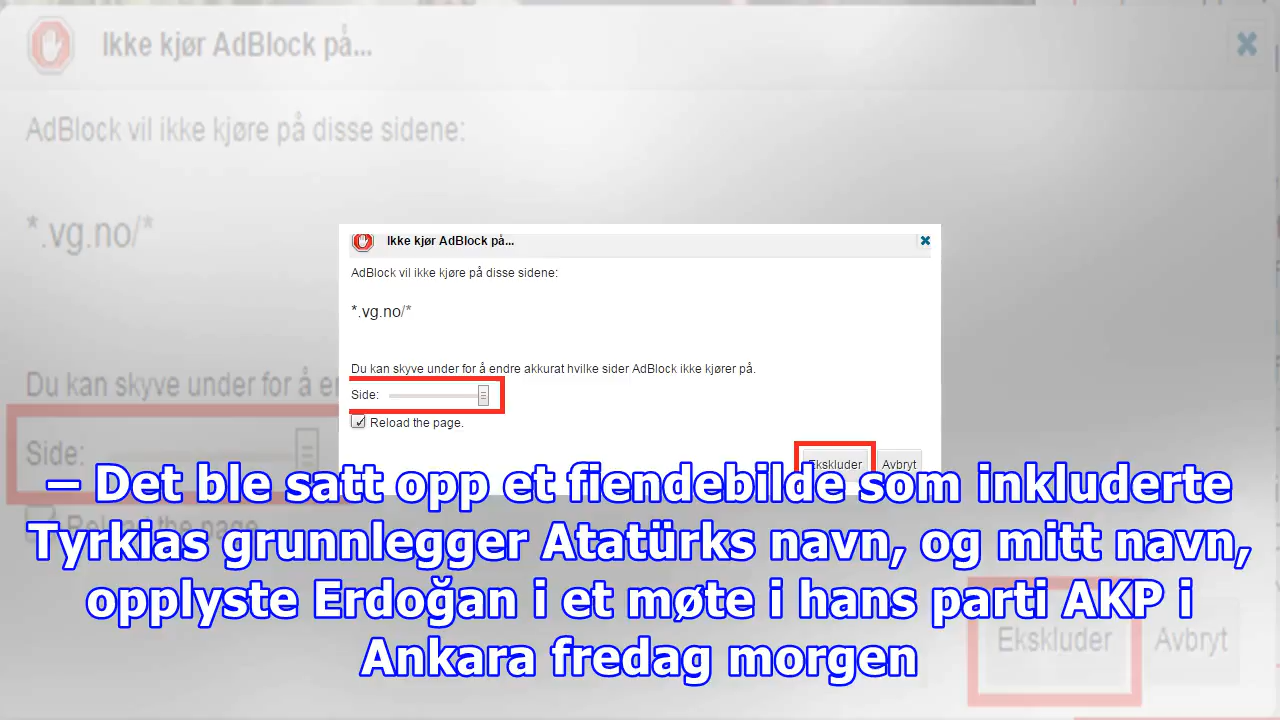 Ikke kjør AdBlock på...
AdBlock vil ikke kjøre på disse sidene:
*.vg.no/*
Du kan skyve under for å en
Side:
Reload the page.
Ekskluder Avbryt
Ikke kjør AdBlock på...
AdBlock vil ikke kjøre på disse sidene:
*.vg.no/*
Du kan skyve under for å endre akkurat hvilke sider AdBlock ikke kjører på.
Side:
Reload the page.
Ekskluder Avbryt
– Det ble satt opp et fiendebilde som inkluderte
Tyrkias grunnlegger Atatürks navn, og mitt navn,
opplyste Erdoğan i et møte i hans parti AKP i
Ankara fredag morgen